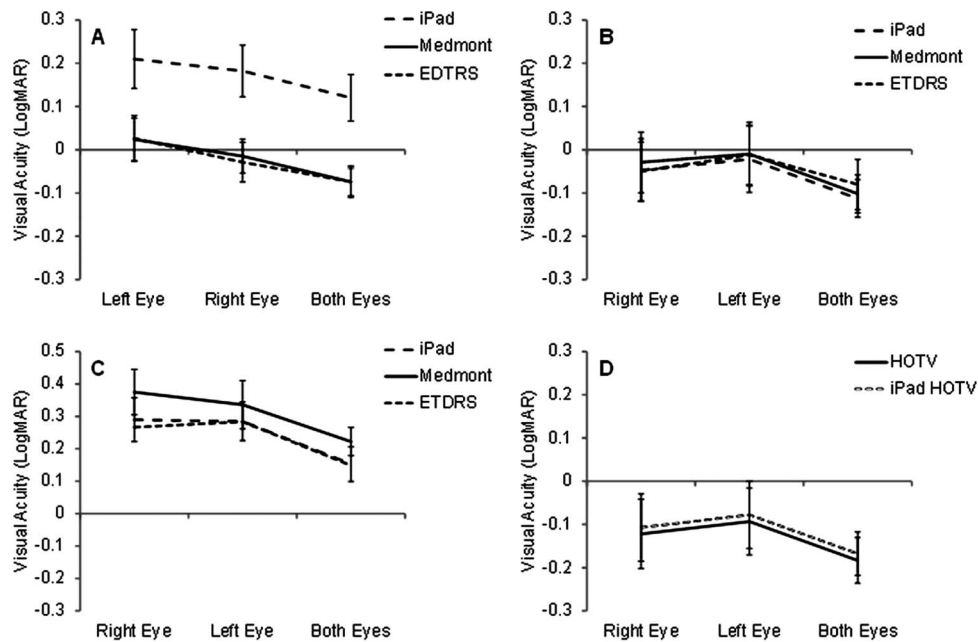 A
iPad
Medmont
EDTRS
Visual Acuity (LogMAR)
0.3
0.2
0.1
0
-0.1
-0.2
-0.3
Left Eye Right Eye Both Eyes
B
iPad
Medmont
ETDRS
Visual Acuity (LogMAR)
0.3
0.2
0.1
0
-0.1
-0.2
-0.3
Right Eye Left Eye Both Eyes
C
iPad
Medmont
ETDRS
Visual Acuity (LogMAR)
0.5
0.4
0.3
0.2
0.1
0
-0.1
-0.2
-0.3
Right Eye Left Eye Both Eyes
D
HOTV
iPad HOTV
Visual Acuity (LogMAR)
0.3
0.2
0.1
0
-0.1
-0.2
-0.3
Right Eye Left Eye Both Eyes